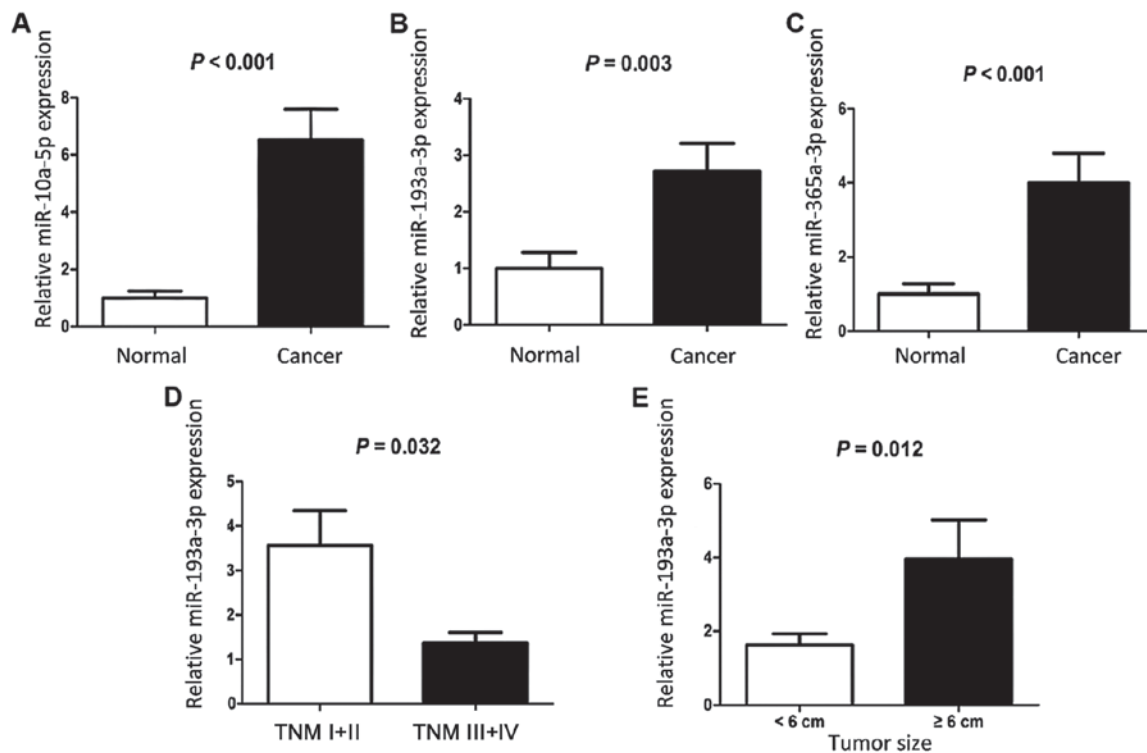 A
P < 0.001
Relative miR-10a-5p expression
8
6
4
2
0
Normal Cancer
B
P = 0.003
Relative miR-193a-3p expression
4
3
2
1
0
Normal Cancer
C
P < 0.001
Relative miR-365a-3p expression
6
4
2
0
Normal Cancer
D
P = 0.032
Relative miR-193a-3p expression
5
4
3
2
1
0
TNM I+II TNM III+IV
E
P = 0.012
Relative miR-193a-3p expression
6
4
2
0
< 6 cm ≥ 6 cm
Tumor size